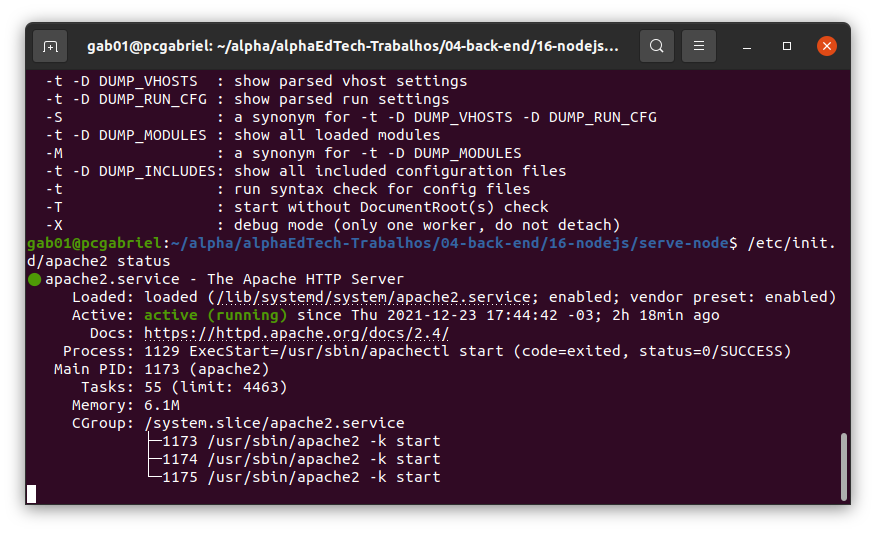 gab01@pcgabriel: ~/alpha/alphaEdTech-Trabalhos/04-back-end/16-nodejs...
-t -D DUMP_VHOSTS  : show parsed vhost settings
-t -D DUMP_RUN_CFG : show parsed run settings
-S                 : a synonym for -t -D DUMP_VHOSTS -D DUMP_RUN_CFG
-t -D DUMP_MODULES : show all loaded modules
-M                 : a synonym for -t -D DUMP_MODULES
-t -D DUMP_INCLUDES: show all included configuration files
-t                 : run syntax check for config files
-T                 : start without DocumentRoot(s) check
-X                 : debug mode (only one worker, do not detach)
gab01@pcgabriel:~/alpha/alphaEdTech-Trabalhos/04-back-end/16-nodejs/serve-node$ /etc/init.
d/apache2 status
● apache2.service - The Apache HTTP Server
Loaded: loaded (/lib/systemd/system/apache2.service; enabled; vendor preset: enabled)
Active: active (running) since Thu 2021-12-23 17:44:42 -03; 2h 18min ago
Docs: https://httpd.apache.org/docs/2.4/
Process: 1129 ExecStart=/usr/sbin/apachectl start (code=exited, status=0/SUCCESS)
Main PID: 1173 (apache2)
Tasks: 55 (limit: 4463)
Memory: 6.1M
CGroup: /system.slice/apache2.service
├─1173 /usr/sbin/apache2 -k start
├─1174 /usr/sbin/apache2 -k start
└─1175 /usr/sbin/apache2 -k start